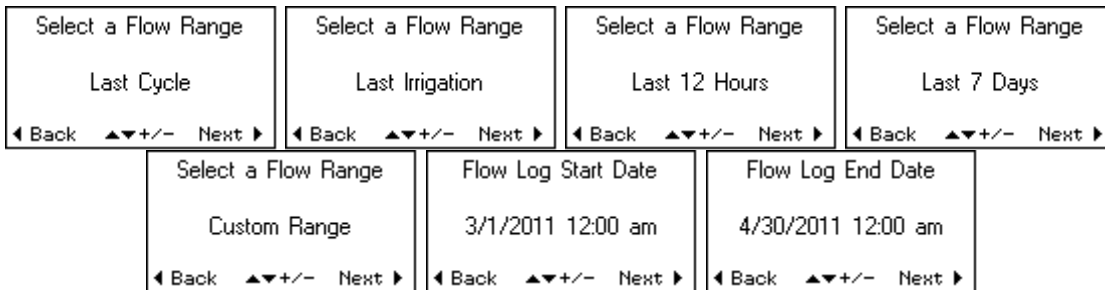 Select a Flow Range
Last Cycle
◀ Back ▲▼+/- Next ▶
Select a Flow Range
Last Irrigation
◀ Back ▲▼+/- Next ▶
Select a Flow Range
Last 12 Hours
◀ Back ▲▼+/- Next ▶
Select a Flow Range
Last 7 Days
◀ Back ▲▼+/- Next ▶
Select a Flow Range
Custom Range
◀ Back ▲▼+/- Next ▶
Flow Log Start Date
3/1/2011 12:00 am
◀ Back ▲▼+/- Next ▶
Flow Log End Date
4/30/2011 12:00 am
◀ Back ▲▼+/- Next ▶